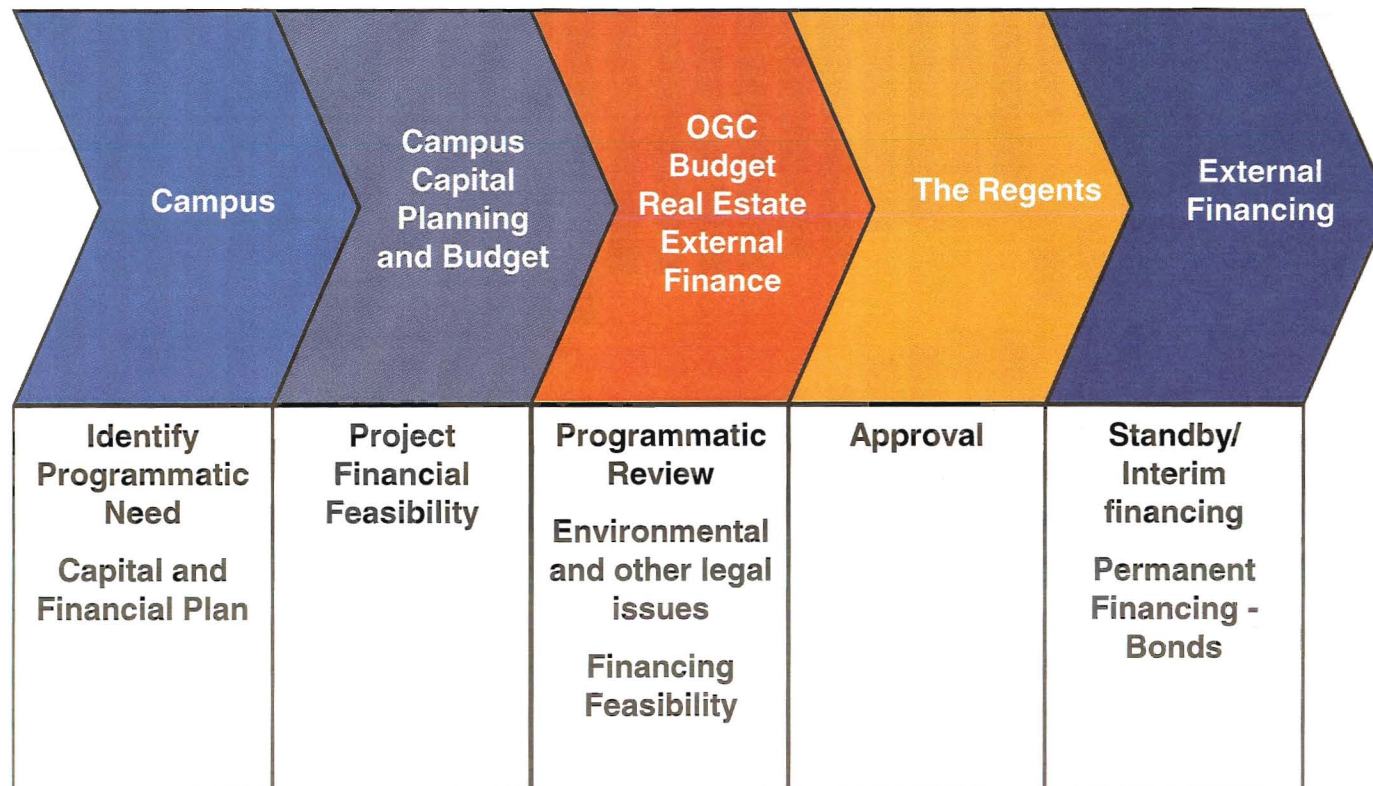 Campus
Campus
Capital
Planning
and Budget
OGC
Budget
Real Estate
External
Finance
The Regents
External
Financing
Identify
Programmatic
Need
Capital and
Financial Plan
Project
Financial
Feasibility
Programmatic
Review
Environmental
and other legal
issues
Financing
Feasibility
Approval
Standby/
Interim
financing
Permanent
Financing -
Bonds